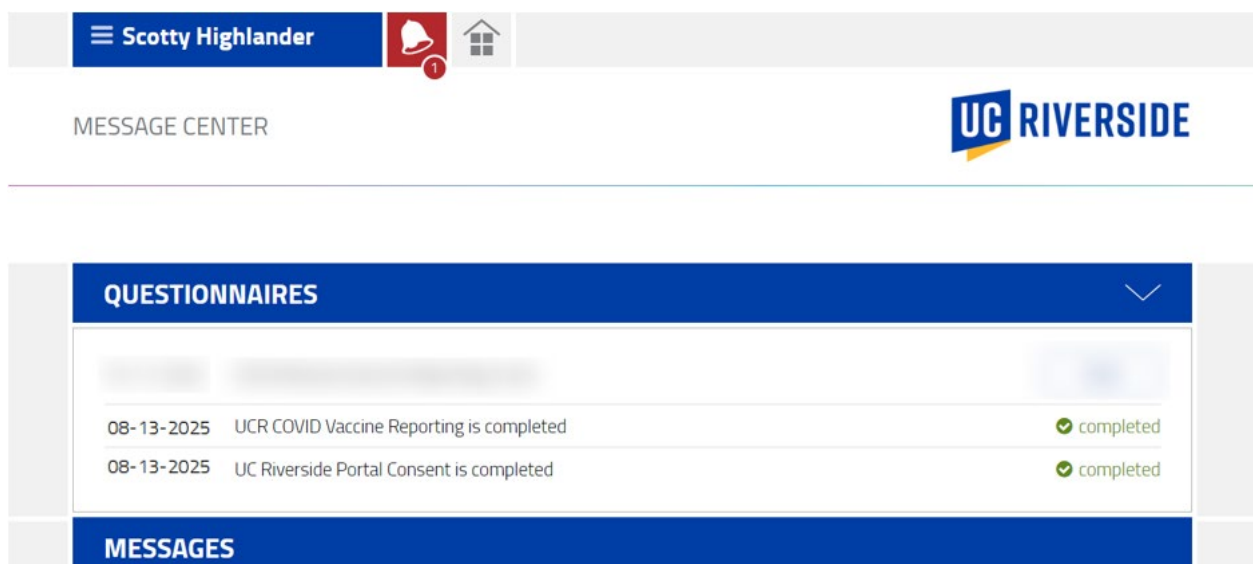 Scotty Highlander
1
MESSAGE CENTER
UC RIVERSIDE
QUESTIONNAIRES
08-13-2025 UCR COVID Vaccine Reporting is completed completed
08-13-2025 UC Riverside Portal Consent is completed completed
MESSAGES